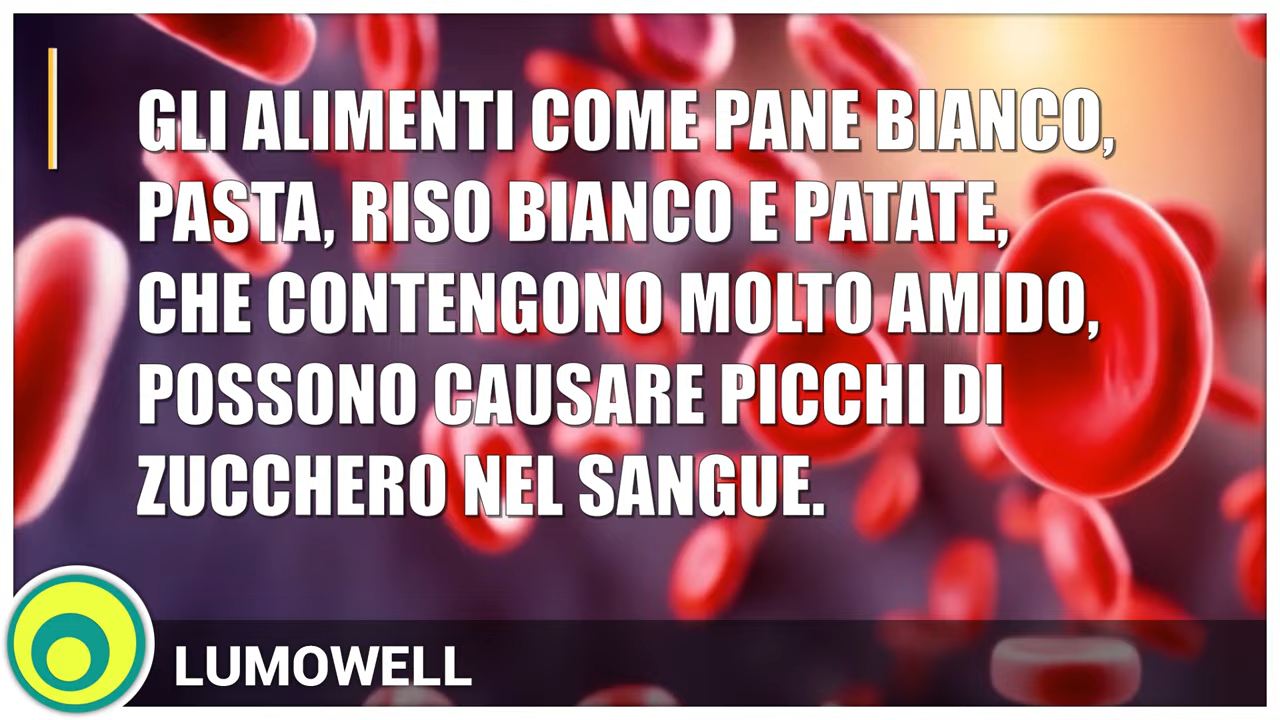 GLI ALIMENTI COME PANE BIANCO,
PASTA, RISO BIANCO E PATATE,
CHE CONTENGONO MOLTO AMIDO,
POSSONO CAUSARE PICCHI DI
ZUCCHERO NEL SANGUE.
LUMOWELL